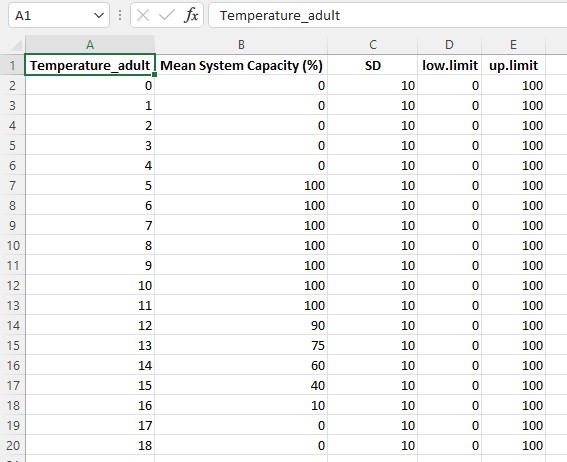 A1 fx Temperature_adult
A B C D E
1 Temperature_adult Mean System Capacity (%) SD low.limit up.limit
2 0 0 10 0 100
3 1 0 10 0 100
4 2 0 10 0 100
5 3 0 10 0 100
6 4 0 10 0 100
7 5 100 10 0 100
8 6 100 10 0 100
9 7 100 10 0 100
10 8 100 10 0 100
11 9 100 10 0 100
12 10 100 10 0 100
13 11 100 10 0 100
14 12 90 10 0 100
15 13 75 10 0 100
16 14 60 10 0 100
17 15 40 10 0 100
18 16 10 10 0 100
19 17 0 10 0 100
20 18 0 10 0 100